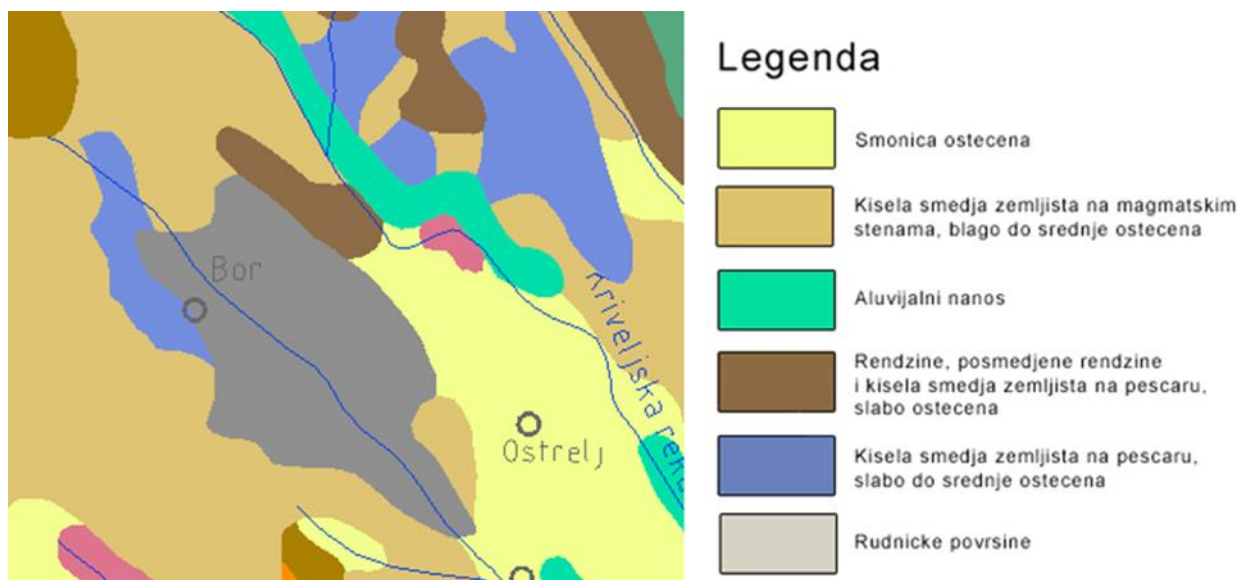 Bor
Ostrelj
Kriveljska reka
Legenda
Smonica ostecena
Kisela smedja zemljista na magmatskim
stenama, blago do srednje ostecena
Aluvijalni nanos
Rendzine, posmedjene rendzine
i kisela smedja zemljista na pescaru,
slabo ostecena
Kisela smedja zemljista na pescaru,
slabo do srednje ostecena
Rudnicke povrsine